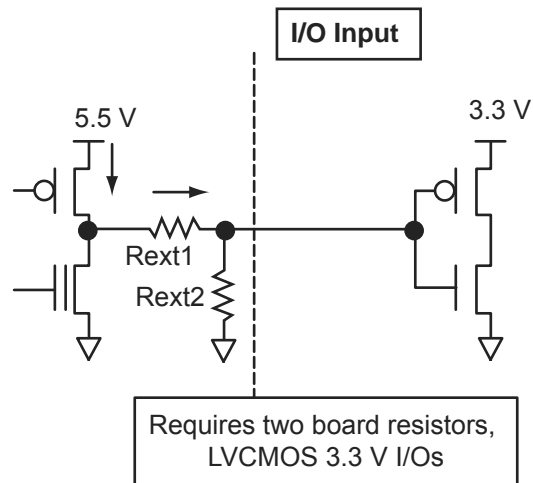 I/O Input
5.5 V
3.3 V
Rext1
Rext2
Requires two board resistors,
LVCMOS 3.3 V I/Os